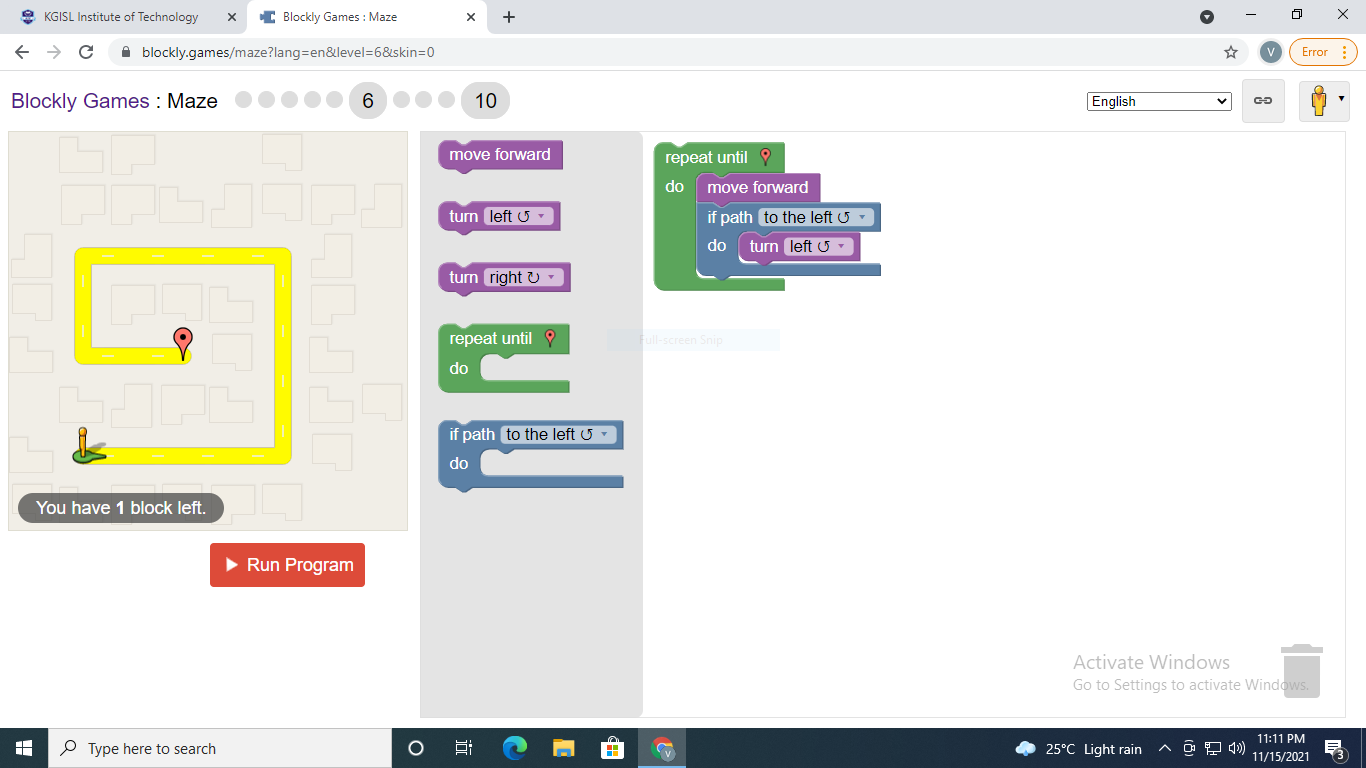 KGISL Institute of Technology
Blockly Games : Maze
blockly.games/maze?lang=en&level=6&skin=0
V
Error
Blockly Games : Maze
6
10
English
move forward
turn left ↺
turn right ↻
repeat until
do
if path to the left ↺
do
repeat until
do
move forward
if path to the left ↺
do
turn left ↺
Full-screen Snip
You have 1 block left.
Run Program
Activate Windows
Go to Settings to activate Windows.
Type here to search
V
25°C Light rain
11:11 PM
11/15/2021
3